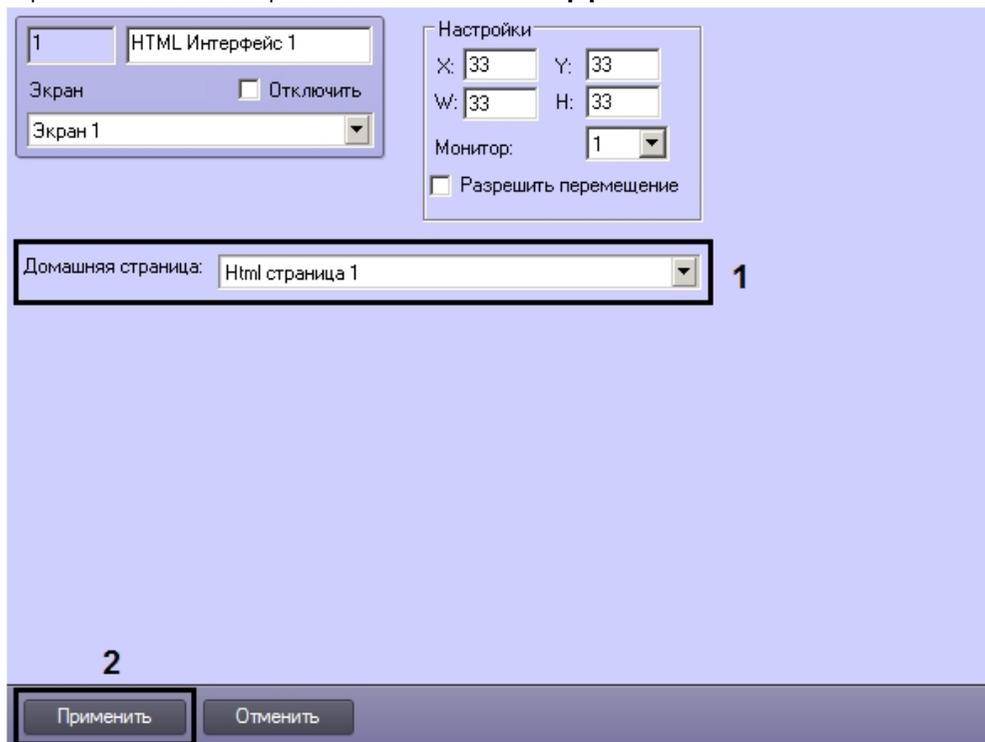 1 HTML Интерфейс 1
Экран Отключить
Экран 1
Настройки
X: 33 Y: 33
W: 33 H: 33
Монитор: 1
Разрешить перемещение
Домашняя страница: Html страница 1
1
2
Применить Отменить